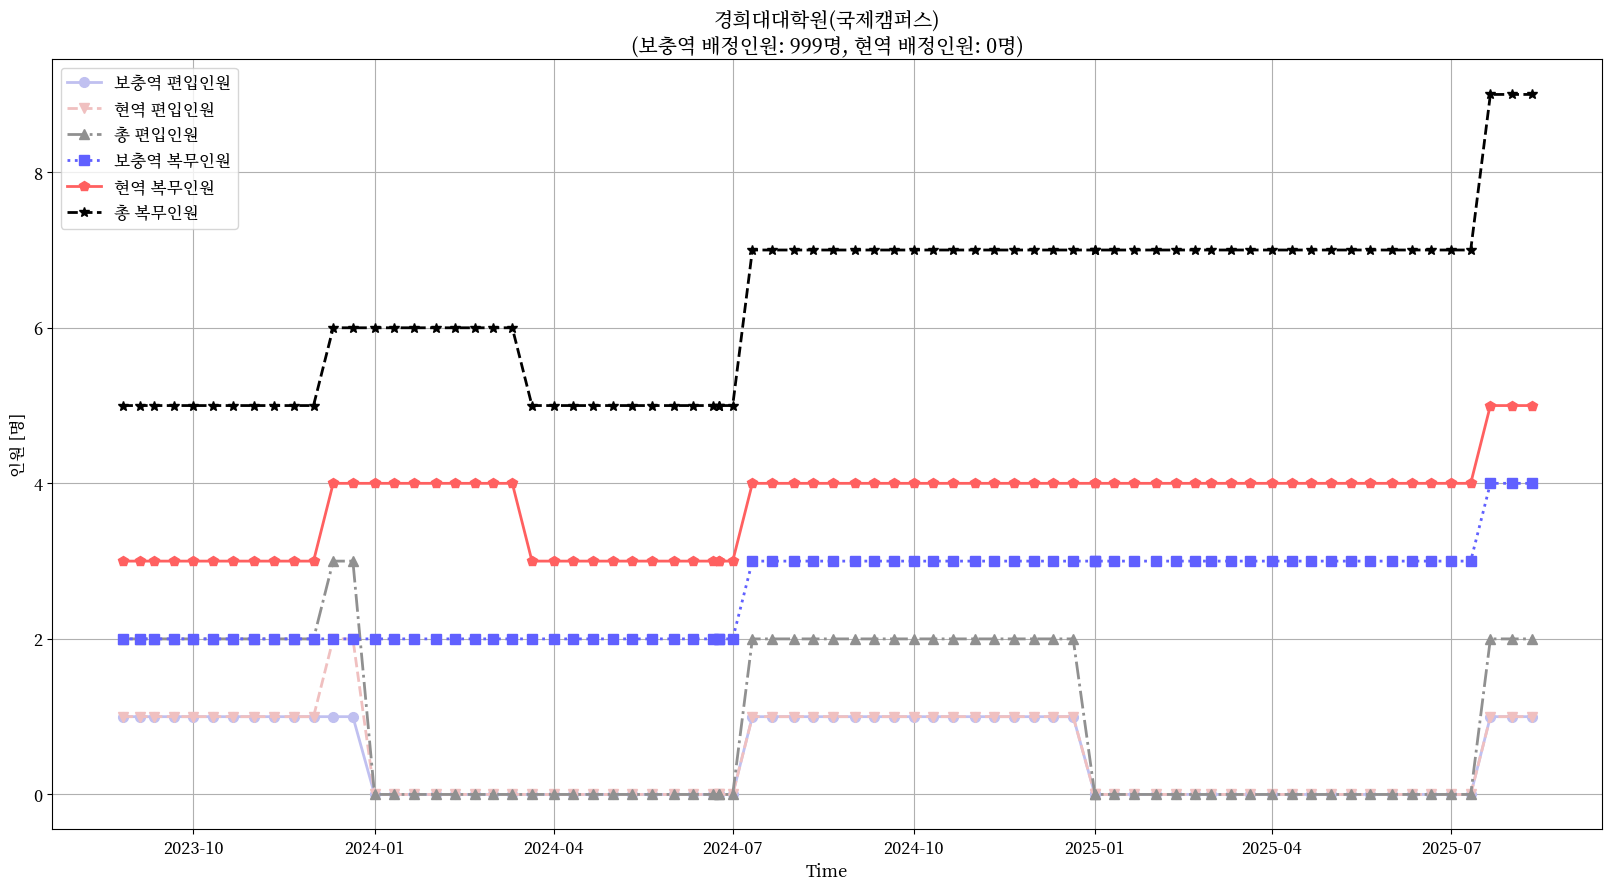 경희대대학원(국제캠퍼스)
(보충역 배정인원: 999명, 현역 배정인원: 0명)
보충역 편입인원
현역 편입인원
총 편입인원
보충역 복무인원
현역 복무인원
총 복무인원
인원 [명]
8
6
4
2
0
2023-10
2024-01
2024-04
2024-07
2024-10
2025-01
2025-04
2025-07
Time